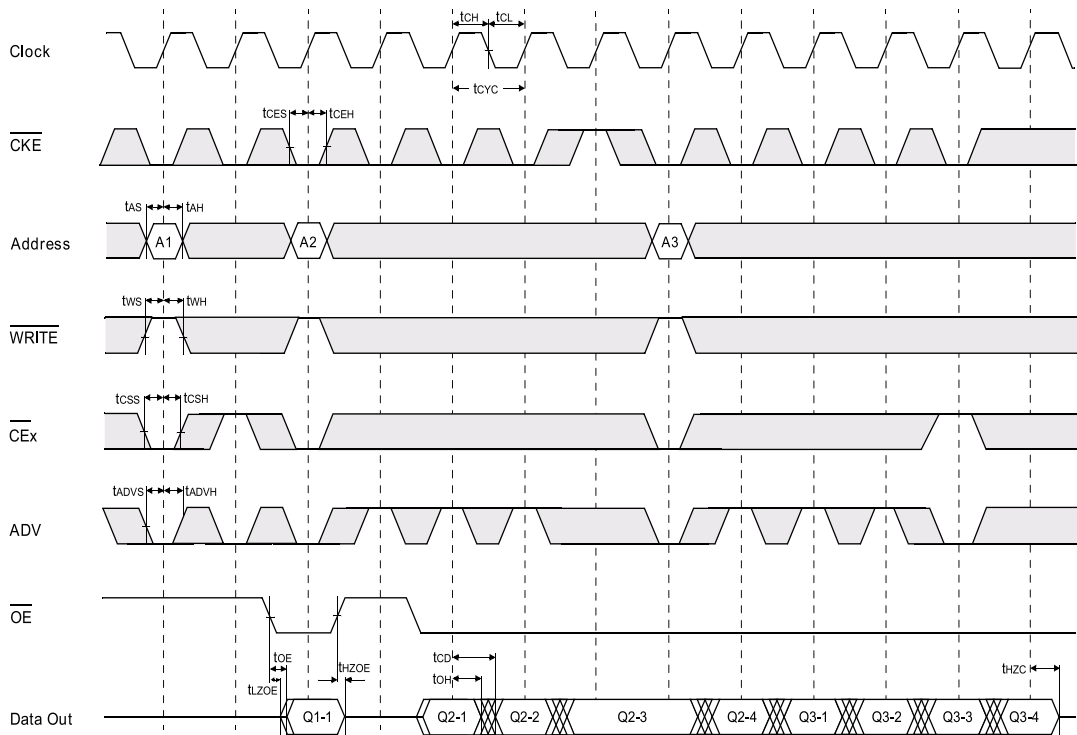 tCH tCL
Clock
tCYC
tCES tCEH
CKE
tAS tAH
Address A1 A2 A3
tWS tWH
WRITE
tCSS tCSH
CEx
tADVS tADVH
ADV
OE
tOE tHZOE tCD tHZC
tLZOE tOH
Data Out Q1-1 Q2-1 Q2-2 Q2-3 Q2-4 Q3-1 Q3-2 Q3-3 Q3-4